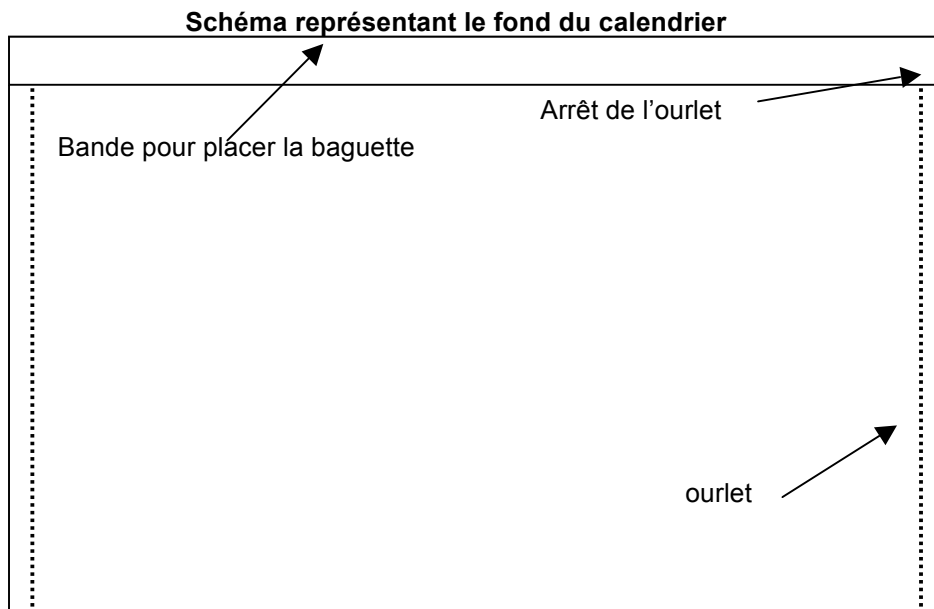 Schéma représentant le fond du calendrier
Arrêt de l’ourlet
Bande pour placer la baguette
ourlet